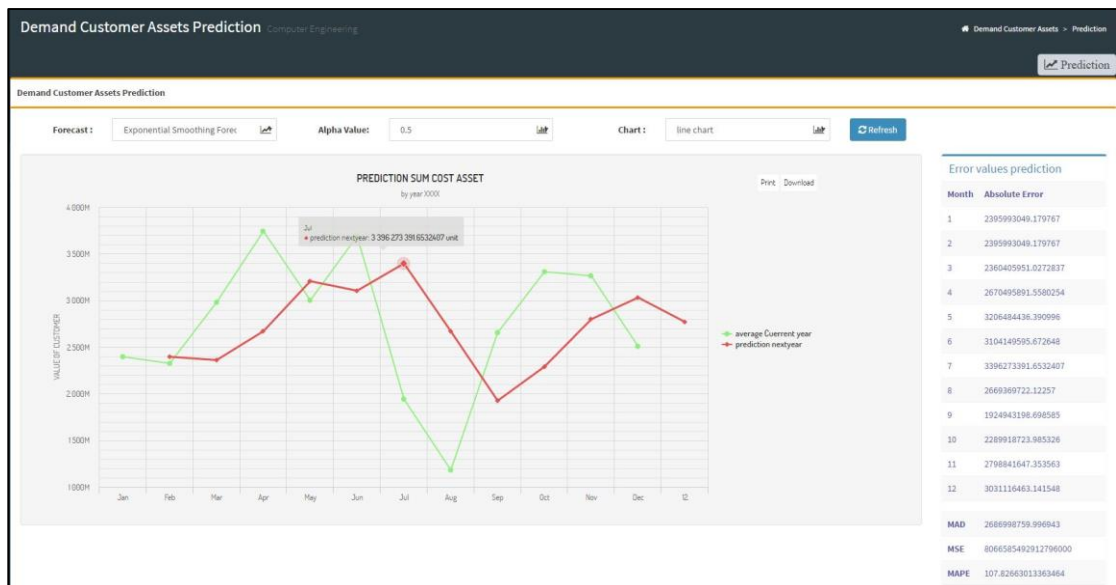 Demand Customer Assets Prediction Computer Engineering
Demand Customer Assets > Prediction
Prediction
Demand Customer Assets Prediction
Forecast : Exponential Smoothing Forec Alpha Value: 0.5 Chart : line chart Refresh
PREDICTION SUM COST ASSET
by year XXXX
Print Download
Jul
prediction nextyear: 3 396 273 391.6532407 unit
VALUE OF CUSTOMER
4 000M
3 500M
3 000M
2 500M
2 000M
1 500M
1 000M
Jan Feb Mar Apr May Jun Jul Aug Sep Oct Nov Dec 12
average Cuerrent year
prediction nextyear
Error values prediction
Month Absolute Error
1 2395993049.179767
2 2395993049.179767
3 2360405951.0272837
4 2670495891.5580254
5 3206484436.390996
6 3104149595.672648
7 3396273391.6532407
8 2669369722.12257
9 1924943198.698585
10 2289918723.985326
11 2798841647.353563
12 3031116463.141548
MAD 2686998759.996943
MSE 8066585492912796000
MAPE 107.82663013363464